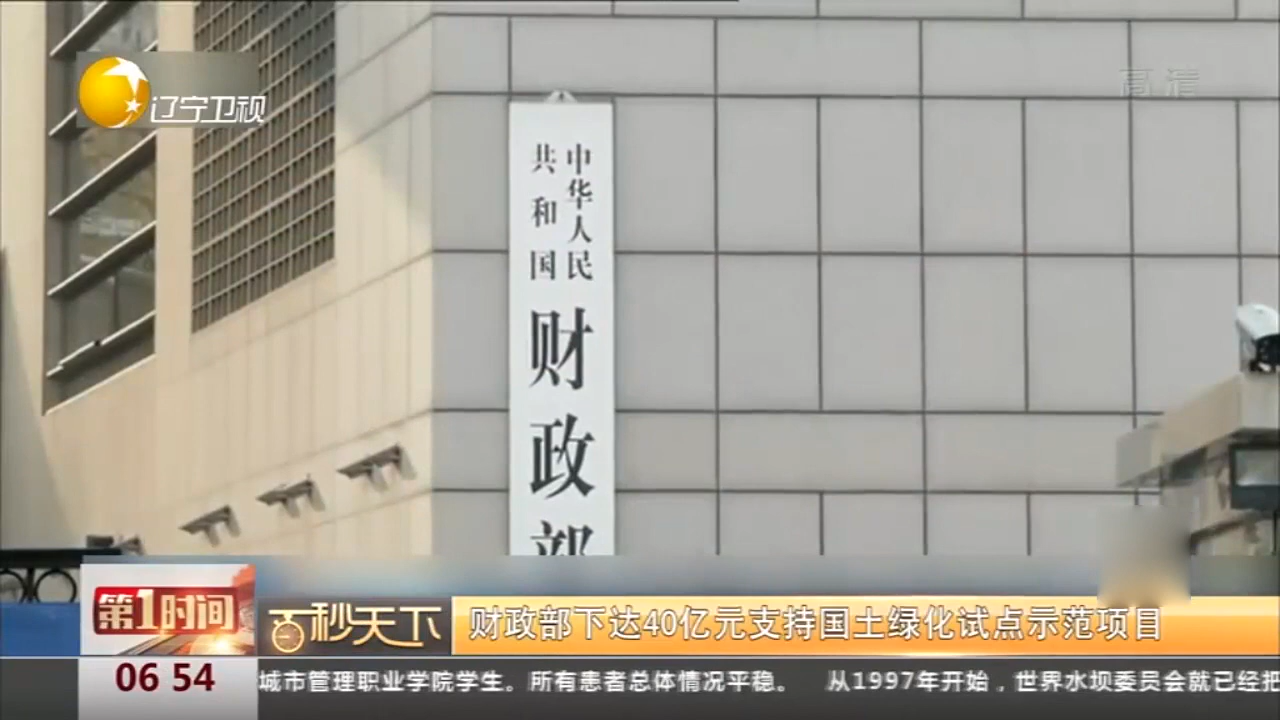 辽宁卫视
高清
中华人民
共和国
财政部
第1时间
百秒天下
财政部下达40亿元支持国土绿化试点示范项目
06 54
城市管理职业学院学生。所有患者总体情况平稳。 从1997年开始，世界水坝委员会就已经把